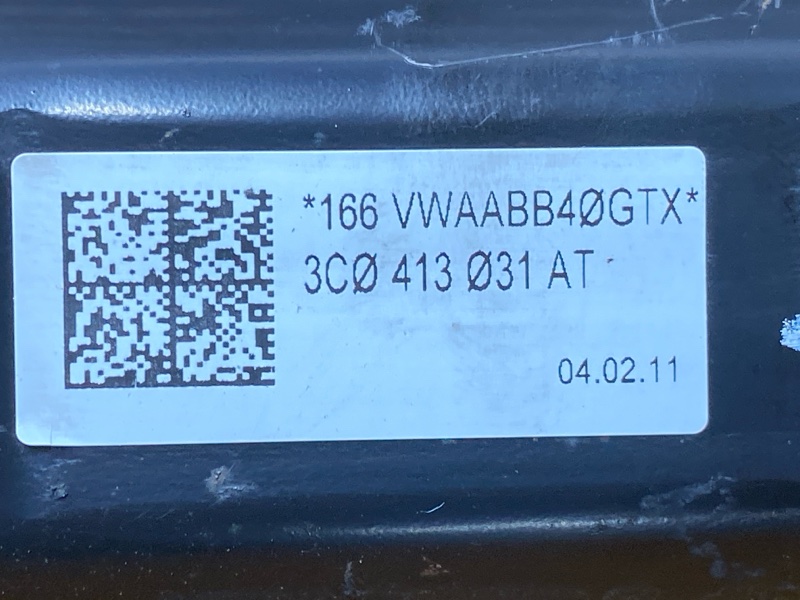 *166 VWAABB4ØGTX*
3CØ 413 Ø31 AT
04.02.11